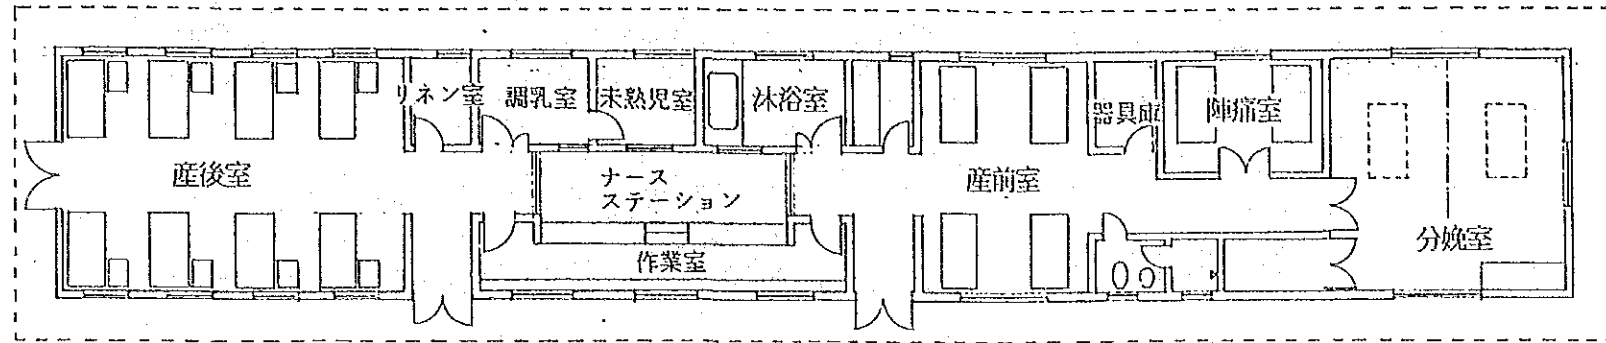 リネン室
調乳室
未熟児室
沐浴室
器具庫
陣痛室
産後室
ナース
ステーション
産前室
分娩室
作業室